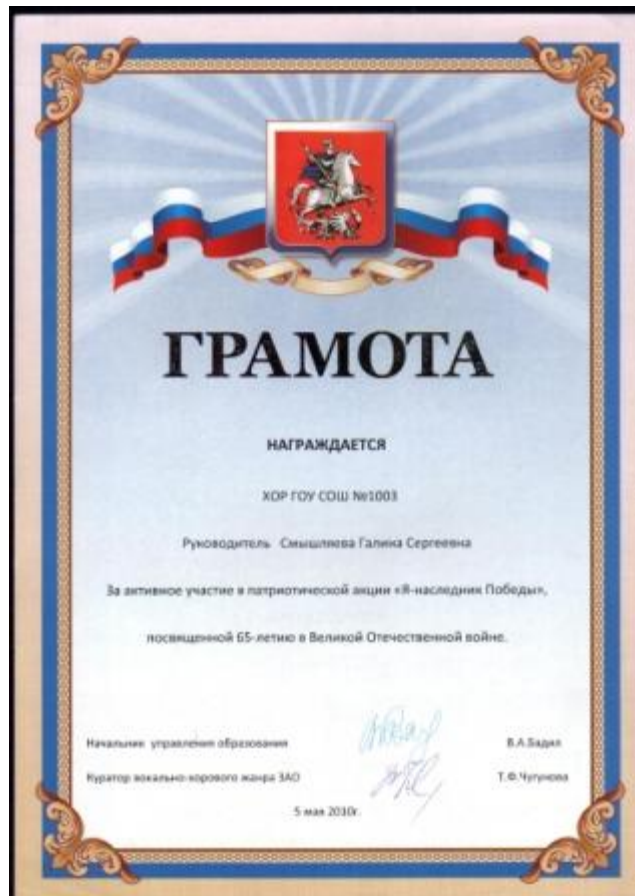 ГРАМОТА
НАГРАЖДАЕТСЯ
ХОР ГОУ СОШ №1003
Руководитель Смышляева Галина Сергеевна
За активное участие в патриотической акции «Я-наследник Победы»,
посвященной 65-летию в Великой Отечественной войне.
Начальник управления образования В.А.Бадил
Куратор вокально-хорового жанра ЗАО Т.Ф.Чугунова
5 мая 2010г.